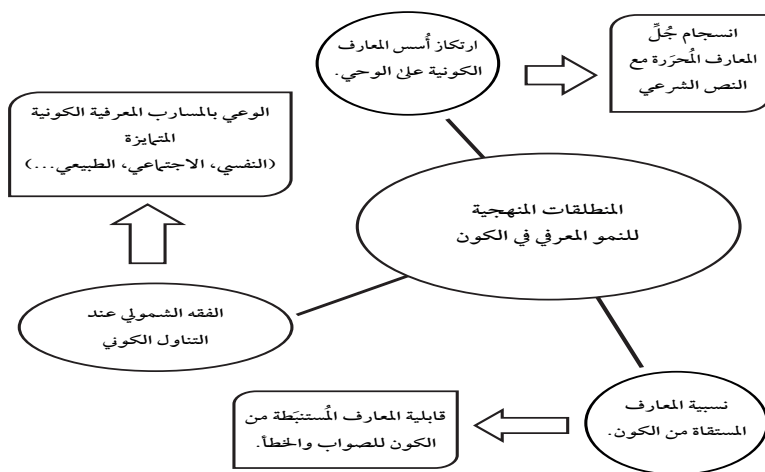 ارتكاز أُسس المعارف
الكونية على الوحي.
انسجام جُلِّ
المعارف المُحرَرة مع
النص الشرعي
الوعي بالمسارب المعرفية الكونية
المتمايزة
(النفسي، الاجتماعي، الطبيعي...)
المنطلقات المنهجية
للنمو المعرفي في الكون
الفقه الشمولي عند
التناول الكوني
نسبية المعارف
المستقاة من الكون.
قابلية المعارف المُستنبَطة من
الكون للصواب والخطأ.